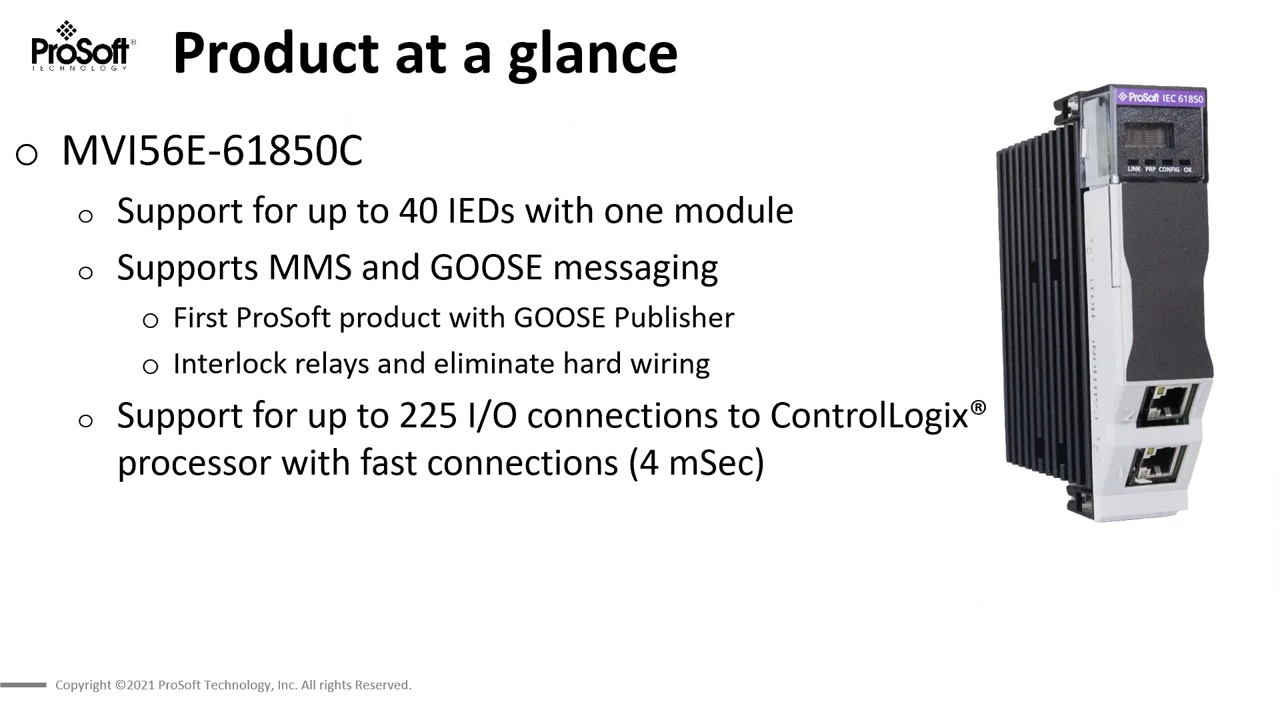 ProSoft®
TECHNOLOGY
Product at a glance
MVI56E-61850C
Support for up to 40 IEDs with one module
Supports MMS and GOOSE messaging
First ProSoft product with GOOSE Publisher
Interlock relays and eliminate hard wiring
Support for up to 225 I/O connections to ControlLogix®
processor with fast connections (4 mSec)
ProSoft IEC 61850
LINK PRP CONFIG OK
Copyright ©2021 ProSoft Technology, Inc. All rights Reserved.